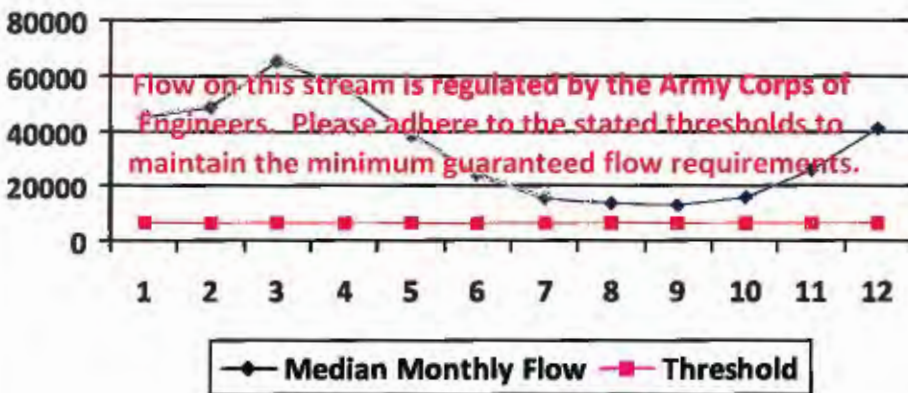 80000
60000
40000
20000
0
Flow on this stream is regulated by the Army Corps of
Engineers. Please adhere to the stated thresholds to
maintain the minimum guaranteed flow requirements.
1 2 3 4 5 6 7 8 9 10 11 12
Median Monthly Flow Threshold